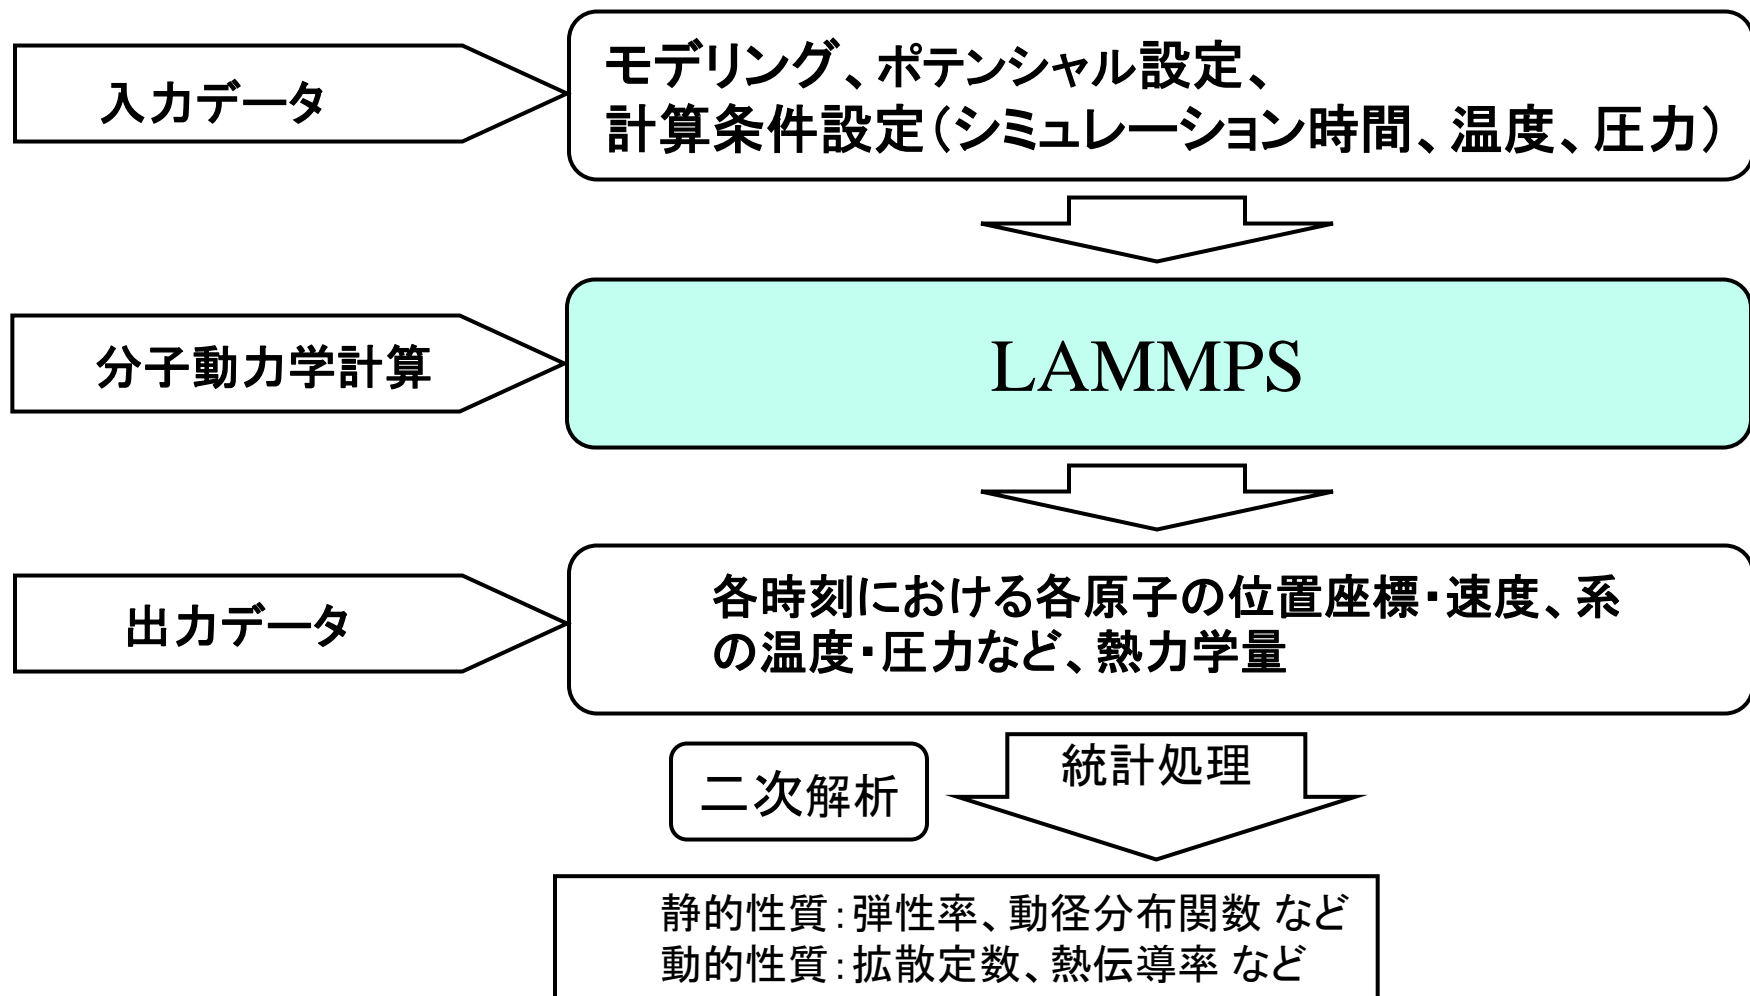 入力データ
モデリング、ポテンシャル設定、
計算条件設定(シミュレーション時間、温度、圧力)
分子動力学計算
LAMMPS
出力データ
各時刻における各原子の位置座標・速度、系
の温度・圧力など、熱力学量
二次解析
統計処理
静的性質:弾性率、動径分布関数 など
動的性質:拡散定数、熱伝導率 など